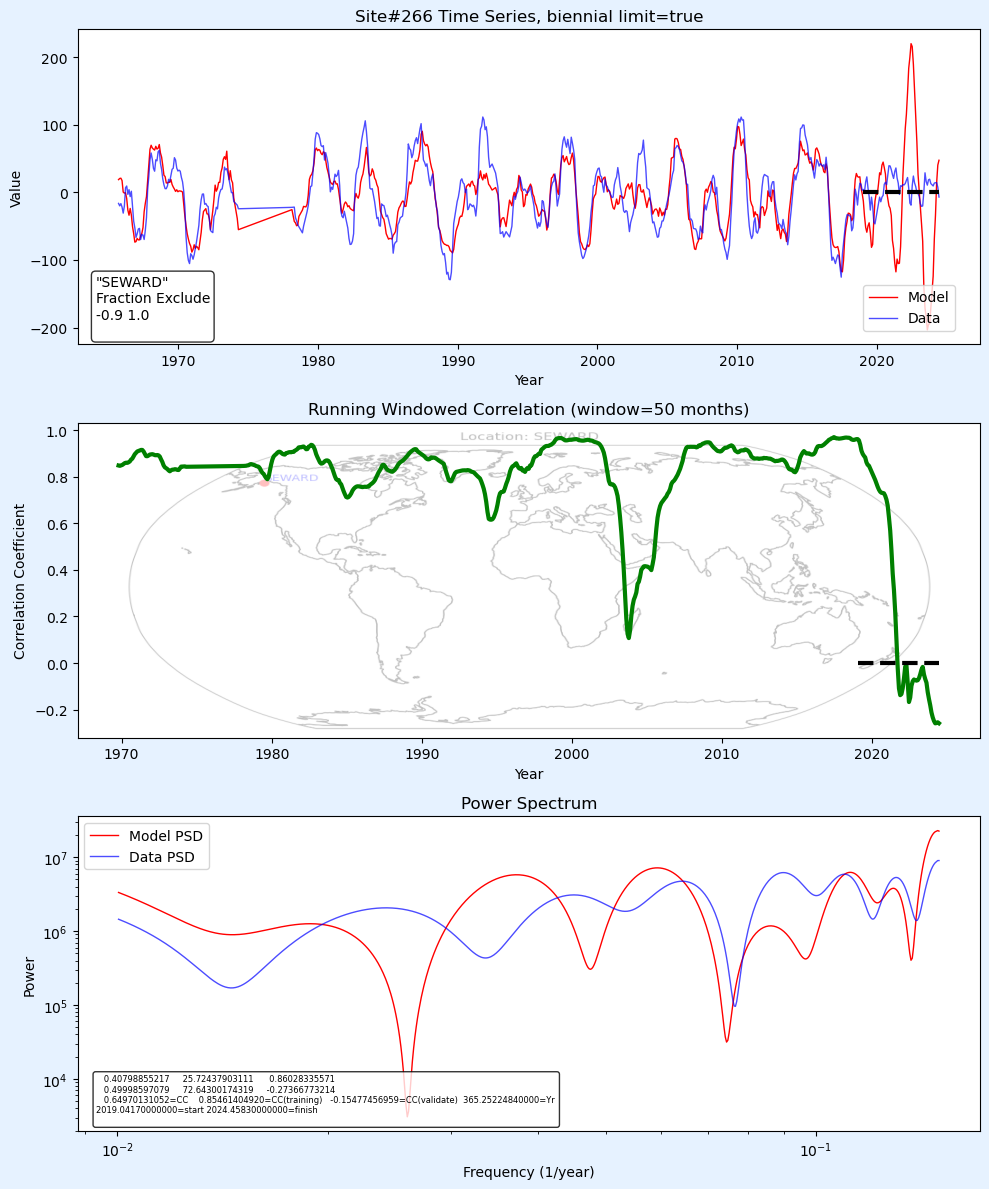 Site#266 Time Series, biennial limit=true
200
100
0
−100
−200
Value
"SEWARD"
Fraction Exclude
-0.9 1.0
Model
Data
1970
1980
1990
2000
2010
2020
Year
Running Windowed Correlation (window=50 months)
Location: SEWARD
SEWARD
1.0
0.8
0.6
0.4
0.2
0.0
−0.2
Correlation Coefficient
1970
1980
1990
2000
2010
2020
Year
Power Spectrum
Model PSD
Data PSD
10^7
10^6
10^5
10^4
Power
0.40798855217 25.72437903111 0.86028335571
0.49998597079 72.64300174319 -0.27366773214
0.64970131052=CC 0.85461404920=CC(training) -0.15477456959=CC(validate) 365.25224840000=Yr
2019.04170000000=start 2024.45830000000=finish
10^−2
10^−1
Frequency (1/year)